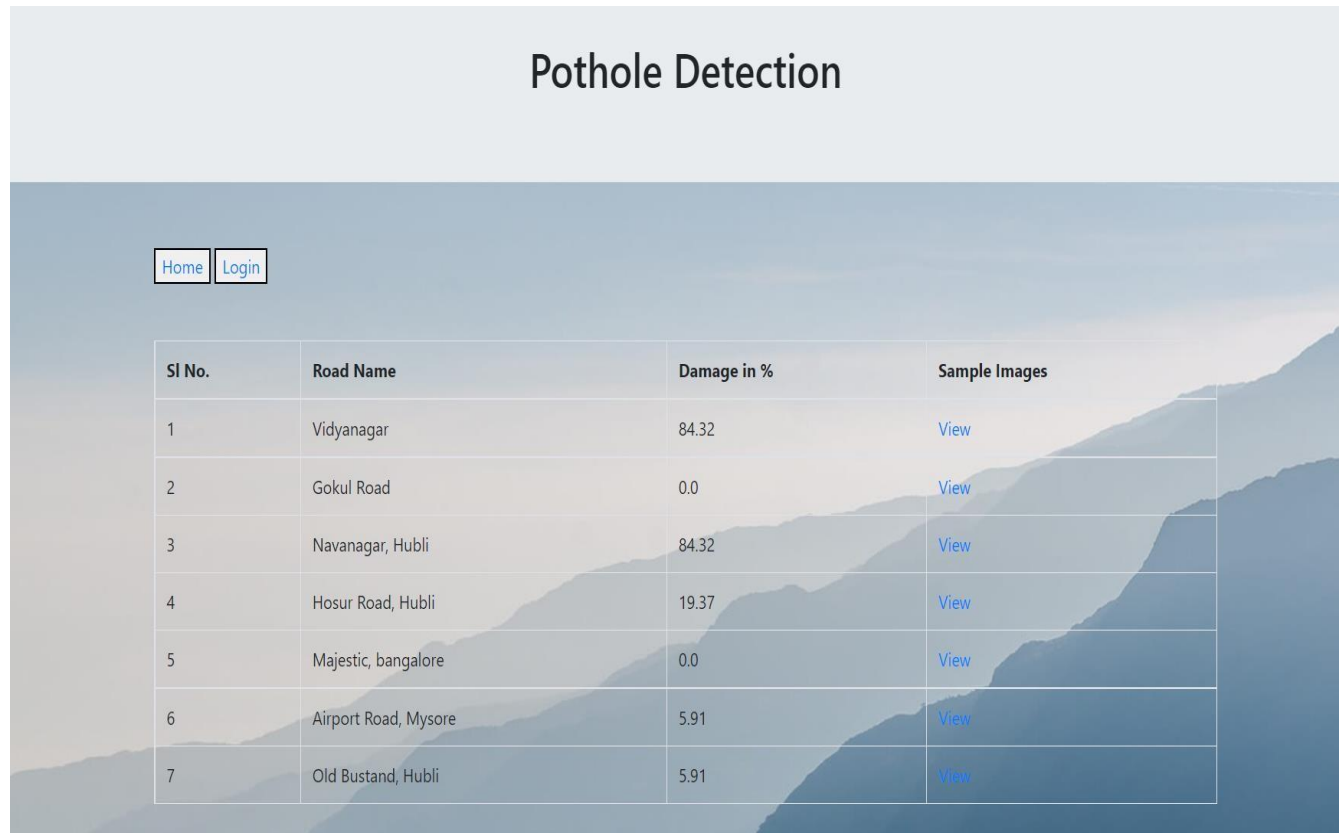 Pothole Detection
Home Login
Sl No. Road Name Damage in % Sample Images
1 Vidyanagar 84.32 View
2 Gokul Road 0.0 View
3 Navanagar, Hubli 84.32 View
4 Hosur Road, Hubli 19.37 View
5 Majestic, bangalore 0.0 View
6 Airport Road, Mysore 5.91 View
7 Old Bustand, Hubli 5.91 View